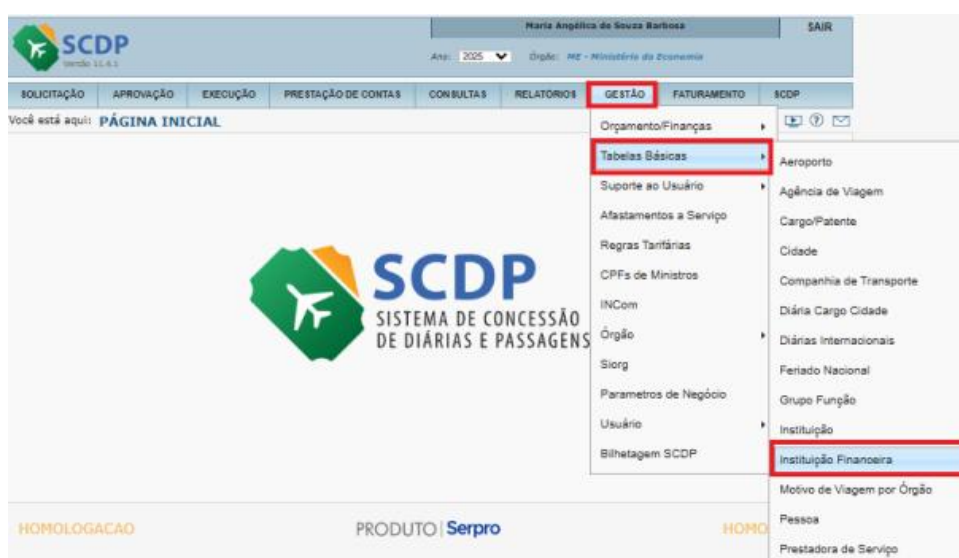 Maria Angélica de Souza Barbosa
SAIR
SCDP
Versão 11.4.1
Ano: 2025 Órgão: ME - Ministério da Economia
SOLICITAÇÃO APROVAÇÃO EXECUÇÃO PRESTAÇÃO DE CONTAS CONSULTAS RELATÓRIOS GESTÃO FATURAMENTO SCDP
Você está aqui: PÁGINA INICIAL
Orçamento/Finanças
Tabelas Básicas
Suporte ao Usuário
Afastamentos a Serviço
Regras Tarifárias
CPFs de Ministros
INCom
Órgão
Siorg
Parametros de Negócio
Usuário
Bilhetagem SCDP
Aeroporto
Agência de Viagem
Cargo/Patente
Cidade
Companhia de Transporte
Diária Cargo Cidade
Diárias Internacionais
Feriado Nacional
Grupo Função
Instituição
Instituição Financeira
Motivo de Viagem por Órgão
Pessoa
Prestadora de Serviço
SCDP
SISTEMA DE CONCESSÃO
DE DIÁRIAS E PASSAGENS
HOMOLOGACAO PRODUTO | Serpro HOMO